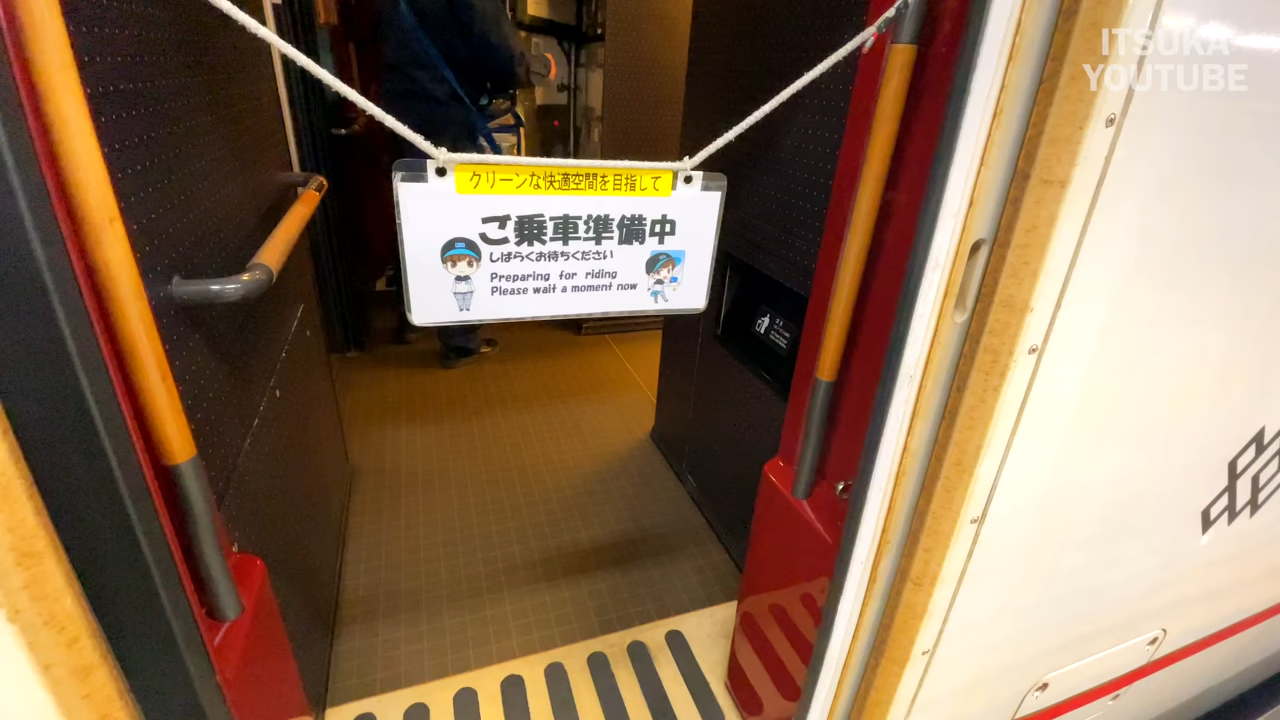 ITSUKA
YOUTUBE
クリーンな快適空間を目指して
ご乗車準備中
しばらくお待ちください
Preparing for riding
Please wait a moment now